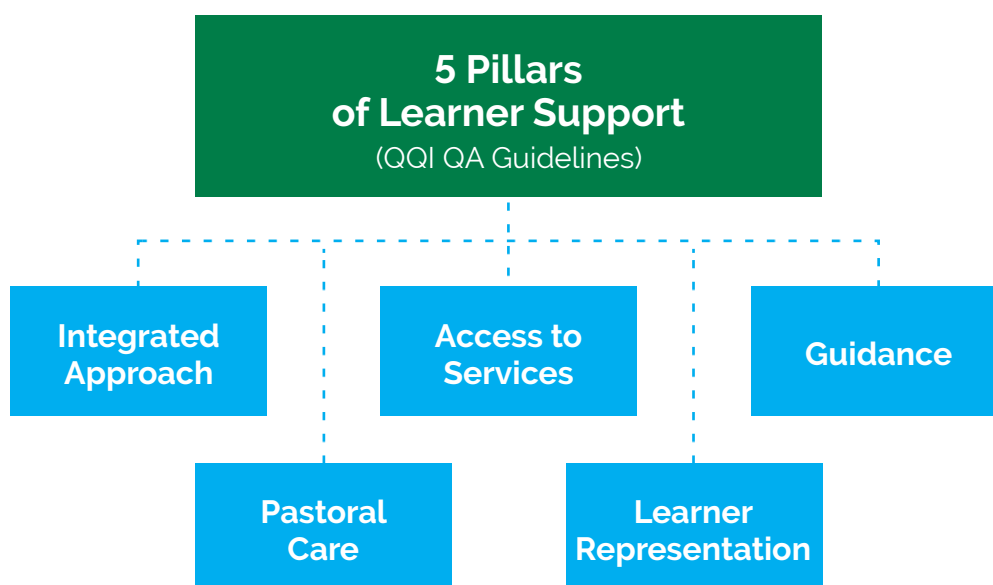 5 Pillars
of Learner Support
(QQI QA Guidelines)
Integrated
Approach
Access to
Services
Guidance
Pastoral
Care
Learner
Representation